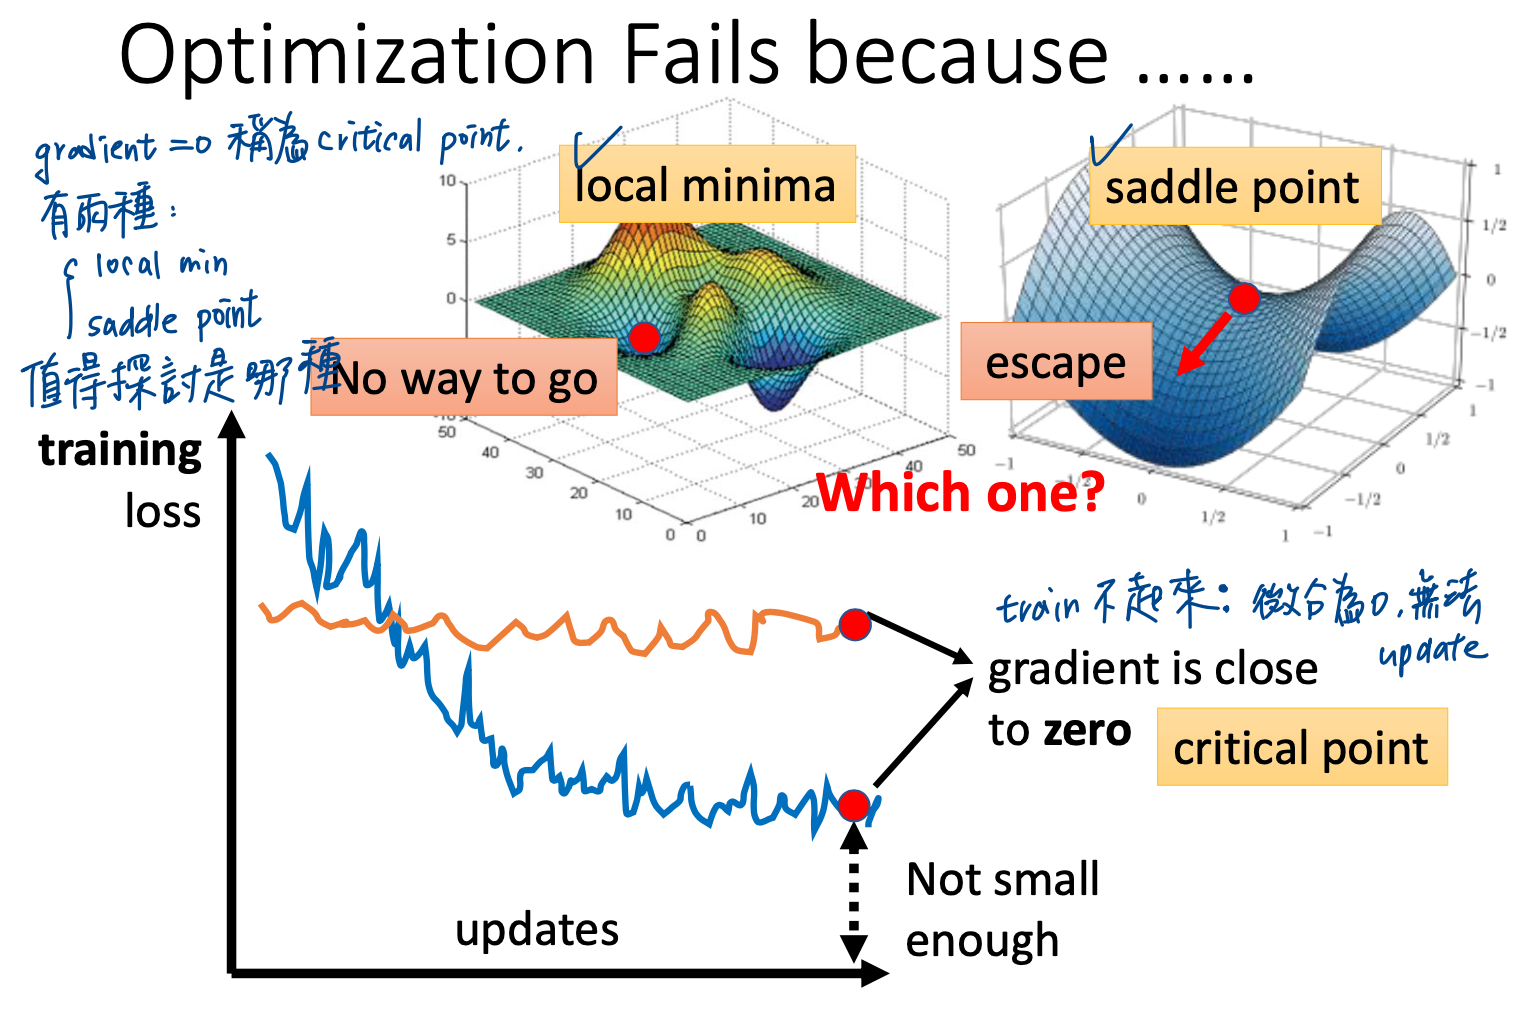 Optimization Fails because ......
gradient =0 稱為 critical point.
有兩種：
local min
saddle point
值得探討是哪種
local minima
No way to go
10
5
0
50
40
30
20
10
0
0
10
20
30
40
50
saddle point
escape
1
1/2
0
-1/2
-1
1
1/2
0
-1/2
-1
-1
0
1/2
1
Which one?
training
loss
updates
train 不起來：微分為0，無法
update
gradient is close
to zero
critical point
Not small
enough